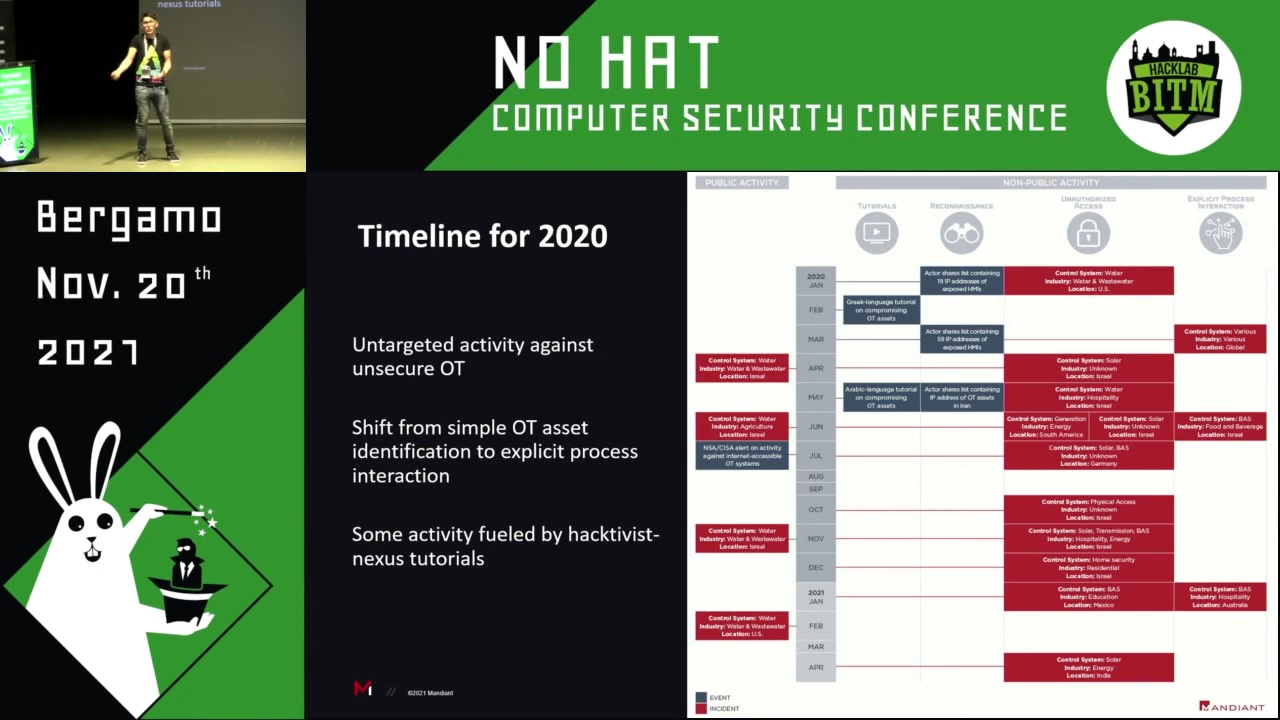 nexus tutorials
NO HAT
COMPUTER SECURITY CONFERENCE
HACKLAB
BITM
Bergamo
Nov. 20th
2021
Timeline for 2020
Untargeted activity against
unsecure OT
Shift from simple OT asset
identification to explicit process
interaction
Some activity fueled by hacktivist-
nexus tutorials
M // ©2021 Mandiant
PUBLIC ACTIVITY
NON-PUBLIC ACTIVITY
TUTORIALS
RECONNAISSANCE
UNAUTHORIZED
ACCESS
EXPLICIT PROCESS
INTERACTION
2020
JAN
Actor shares list containing
19 IP addresses of
exposed HMIs
Control System: Water
Industry: Water & Wastewater
Location: U.S.
FEB
Greek-language tutorial
on compromising
OT assets
MAR
Actor shares list containing
59 IP addresses of
exposed HMIs
Control System: Various
Industry: Various
Location: Global
Control System: Water
Industry: Water & Wastewater
Location: Israel
APR
Control System: Solar
Industry: Unknown
Location: Israel
MAY
Arabic-language tutorial
on compromising
OT assets
Actor shares list containing
IP address of OT assets
in Iran
Control System: Water
Industry: Hospitality
Location: Israel
Control System: Water
Industry: Agriculture
Location: Israel
JUN
Control System: Generation
Industry: Energy
Location: South America
Control System: Solar
Industry: Unknown
Location: Israel
Control System: BAS
Industry: Food and Beverage
Location: Israel
NSA/CISA alert on activity
against internet-accessible
OT systems
JUL
Control System: Solar, BAS
Industry: Unknown
Location: Germany
AUG
SEP
OCT
Control System: Physical Access
Industry: Unknown
Location: Israel
Control System: Water
Industry: Water & Wastewater
Location: Israel
NOV
Control System: Solar, Transmission, BAS
Industry: Hospitality, Energy
Location: Israel
DEC
Control System: Home security
Industry: Residential
Location: Israel
2021
JAN
Control System: BAS
Industry: Education
Location: Mexico
Control System: BAS
Industry: Hospitality
Location: Australia
Control System: Water
Industry: Water & Wastewater
Location: U.S.
FEB
MAR
APR
Control System: Solar
Industry: Energy
Location: India
EVENT
INCIDENT
MANDIANT